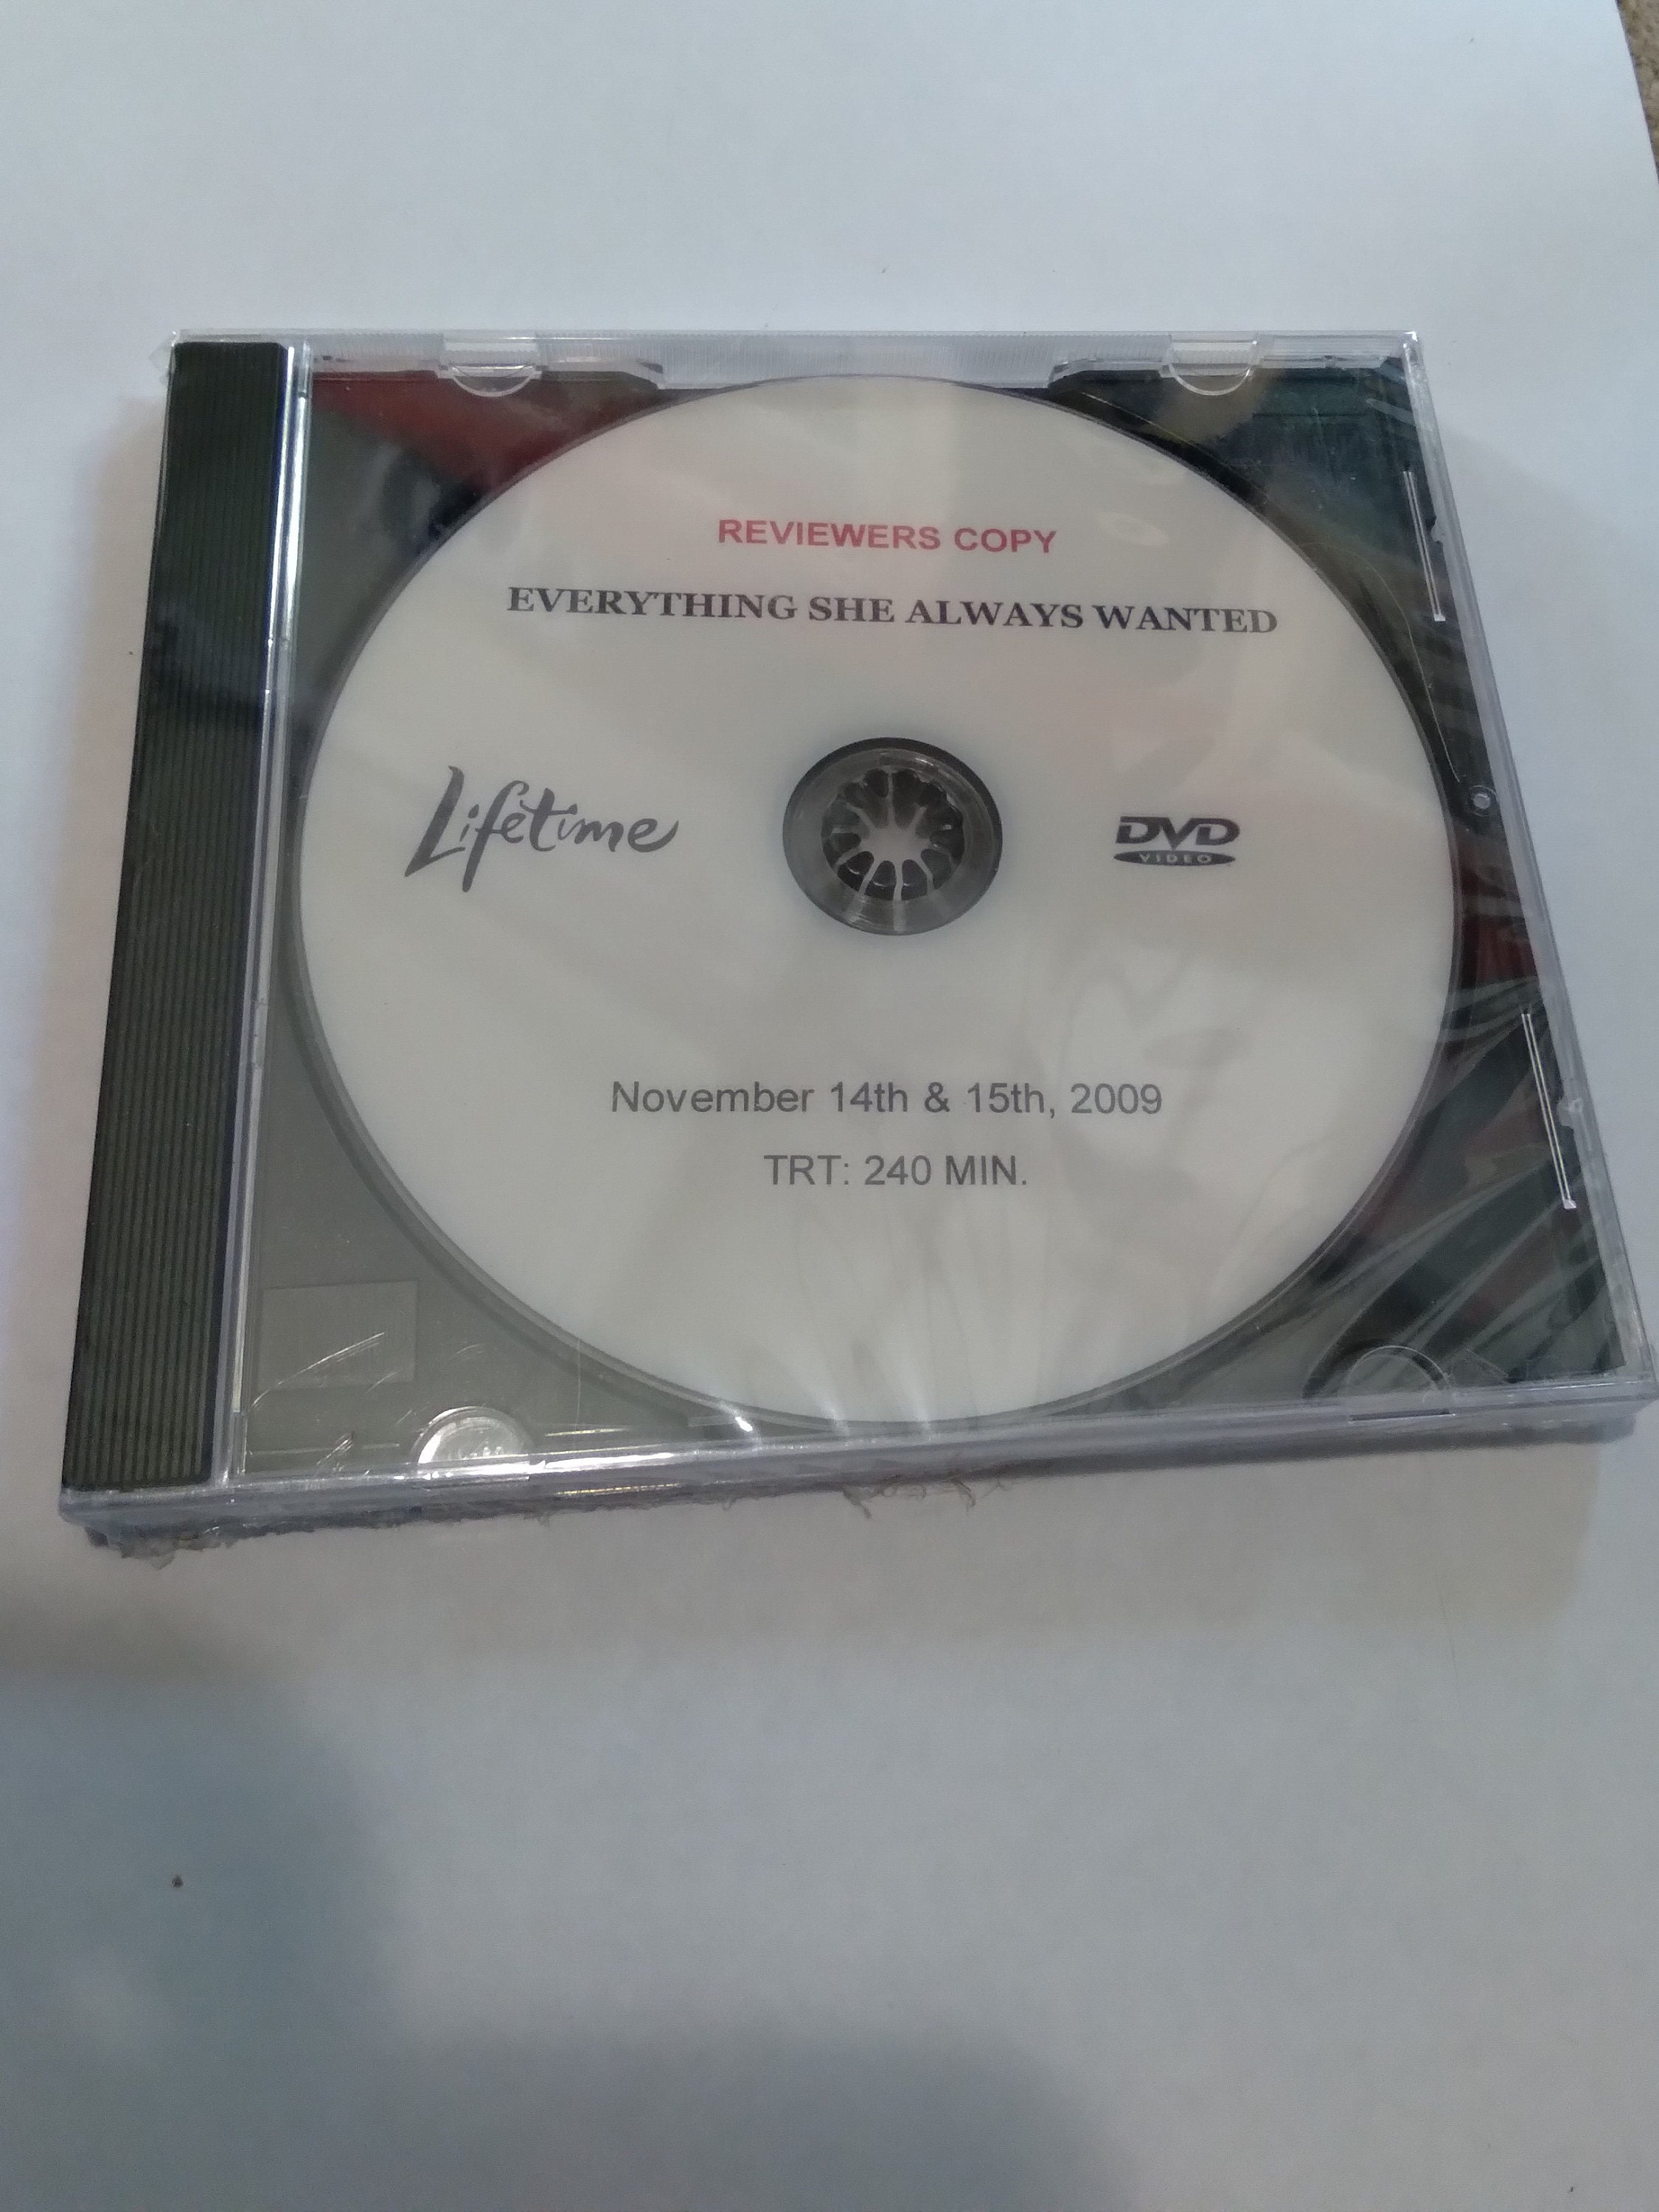 REVIEWERS COPY
EVERYTHING SHE ALWAYS WANTED
Lifetime
DVD
VIDEO
November 14th & 15th, 2009
TRT: 240 MIN.